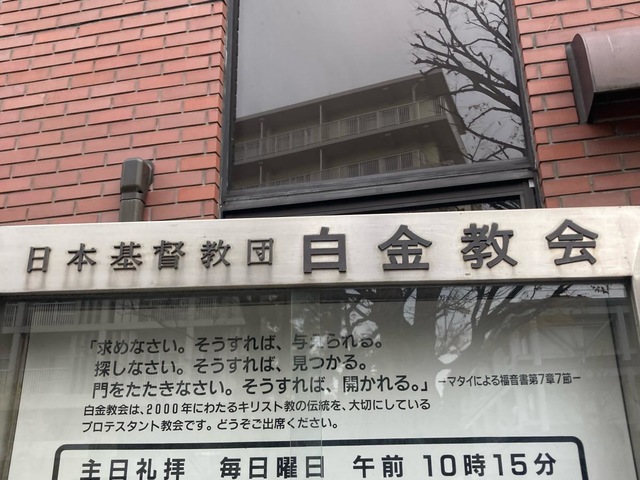 日本基督教団 白金教会
「求めなさい。そうすれば、与えられる。
探しなさい。そうすれば、見つかる。
門をたたきなさい。そうすれば、開かれる。」 ―マタイによる福音書第7章7節―
白金教会は、2000年にわたるキリスト教の伝統を、大切にしている
プロテスタント教会です。どうぞご出席ください。
主日礼拝 毎日曜日 午前 10時15分